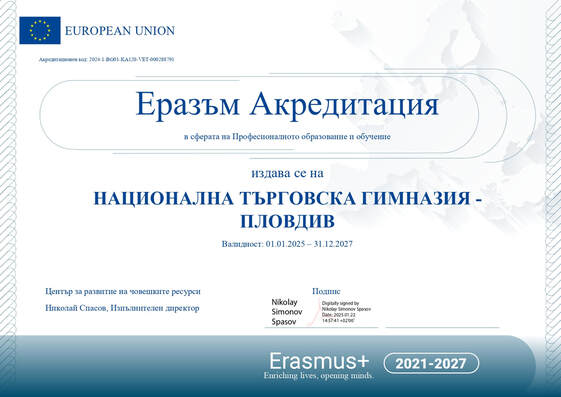 EUROPEAN UNION
Акредитационен код: 2024-1-BG01-KA120-VET-000288791
Еразъм Акредитация
в сферата на Професионалното образование и обучение
издава се на
НАЦИОНАЛНА ТЪРГОВСКА ГИМНАЗИЯ -
ПЛОВДИВ
Валидност: 01.01.2025 – 31.12.2027
Център за развитие на човешките ресурси
Подпис
Николай Спасов, Изпълнителен директор
Nikolay
Simonov
Spasov
Digitally signed by
Nikolay Simonov Spasov
Date: 2025.01.22
14:57:41 +02'00'
Erasmus+
Enriching lives, opening minds.
2021-2027